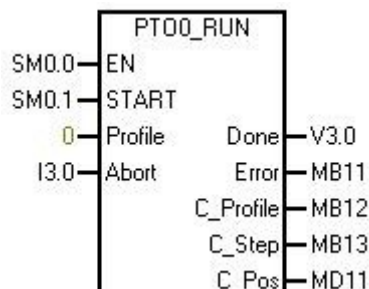 PTO0_RUN
SM0.0 EN
SM0.1 START
0 Profile Done V3.0
I3.0 Abort Error MB11
C_Profile MB12
C_Step MB13
C_Pos MD11